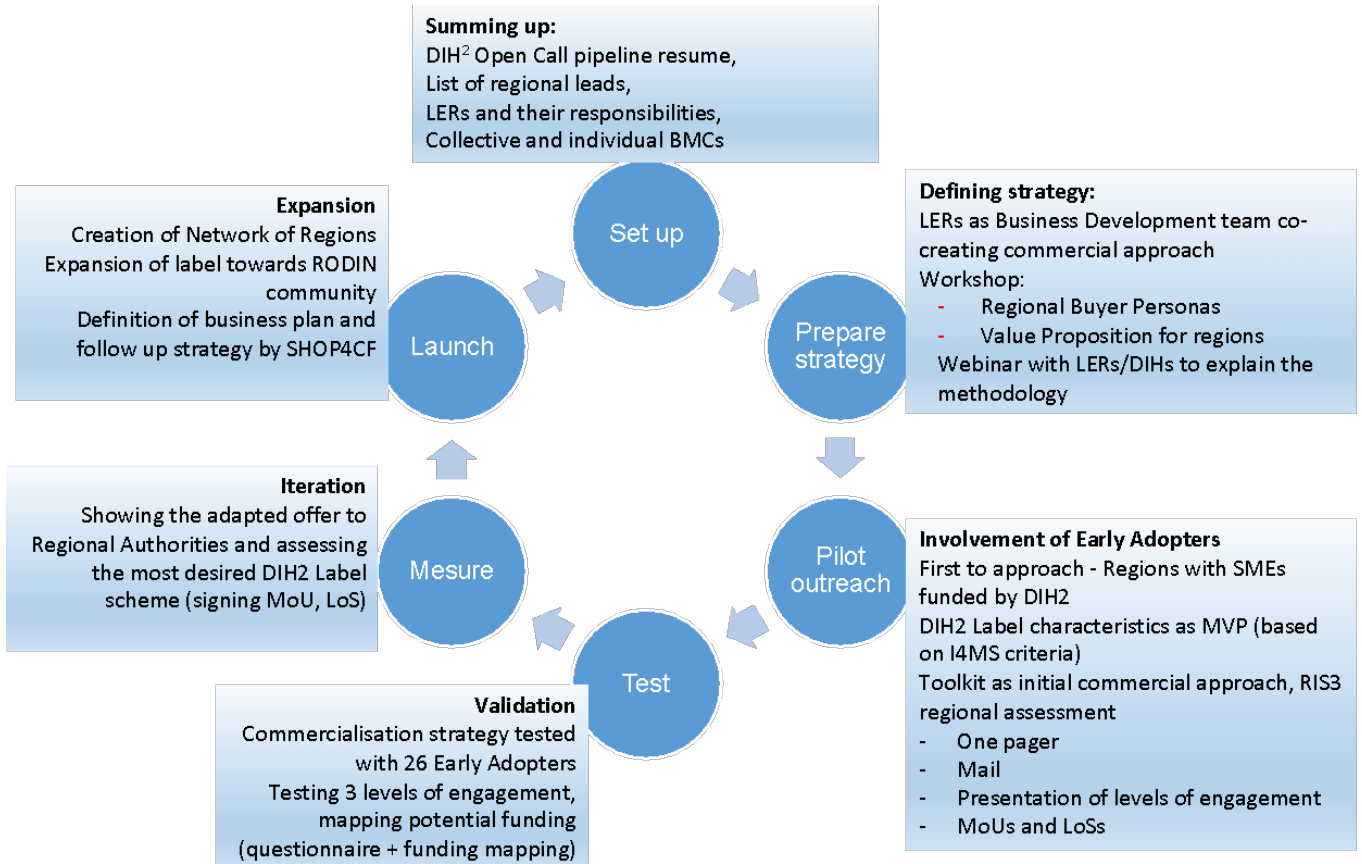 Summing up:
DIH² Open Call pipeline resume,
List of regional leads,
LERs and their responsibilities,
Collective and individual BMCs
Set up
Defining strategy:
LERs as Business Development team co-
creating commercial approach
Workshop:
- Regional Buyer Personas
- Value Proposition for regions
Webinar with LERs/DIHs to explain the
methodology
Prepare
strategy
Involvement of Early Adopters
First to approach - Regions with SMEs
funded by DIH2
DIH2 Label characteristics as MVP (based
on I4MS criteria)
Toolkit as initial commercial approach, RIS3
regional assessment
- One pager
- Mail
- Presentation of levels of engagement
- MoUs and LoSs
Pilot
outreach
Test
Validation
Commercialisation strategy tested
with 26 Early Adopters
Testing 3 levels of engagement,
mapping potential funding
(questionnaire + funding mapping)
Mesure
Iteration
Showing the adapted offer to
Regional Authorities and assessing
the most desired DIH2 Label
scheme (signing MoU, LoS)
Launch
Expansion
Creation of Network of Regions
Expansion of label towards RODIN
community
Definition of business plan and
follow up strategy by SHOP4CF